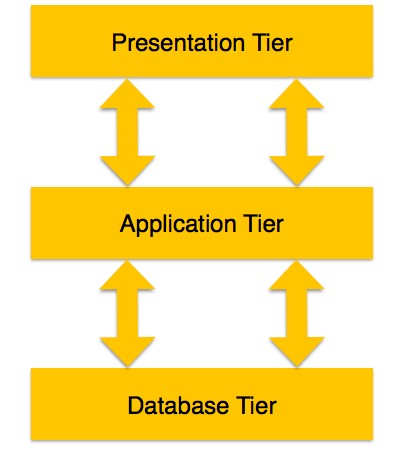 Presentation Tier
Application Tier
Database Tier